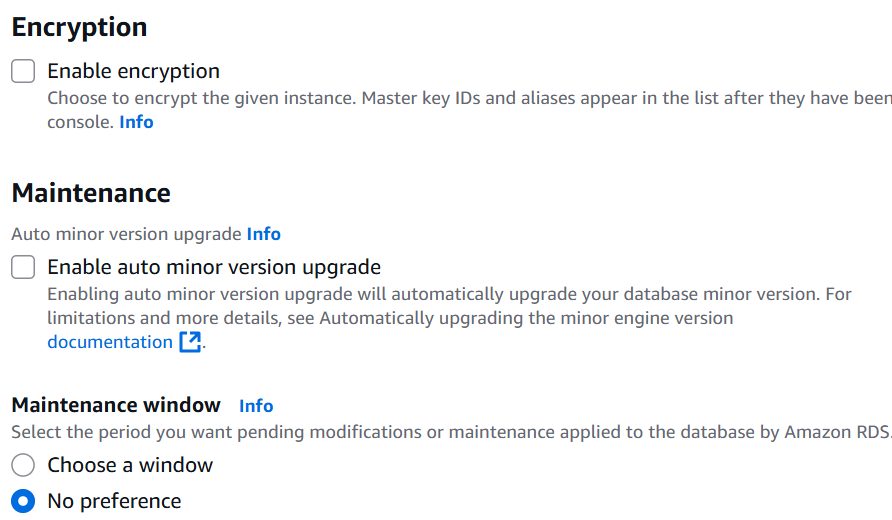 Encryption
Enable encryption
Choose to encrypt the given instance. Master key IDs and aliases appear in the list after they have been
console. Info
Maintenance
Auto minor version upgrade Info
Enable auto minor version upgrade
Enabling auto minor version upgrade will automatically upgrade your database minor version. For
limitations and more details, see Automatically upgrading the minor engine version
documentation.
Maintenance window Info
Select the period you want pending modifications or maintenance applied to the database by Amazon RDS.
Choose a window
No preference